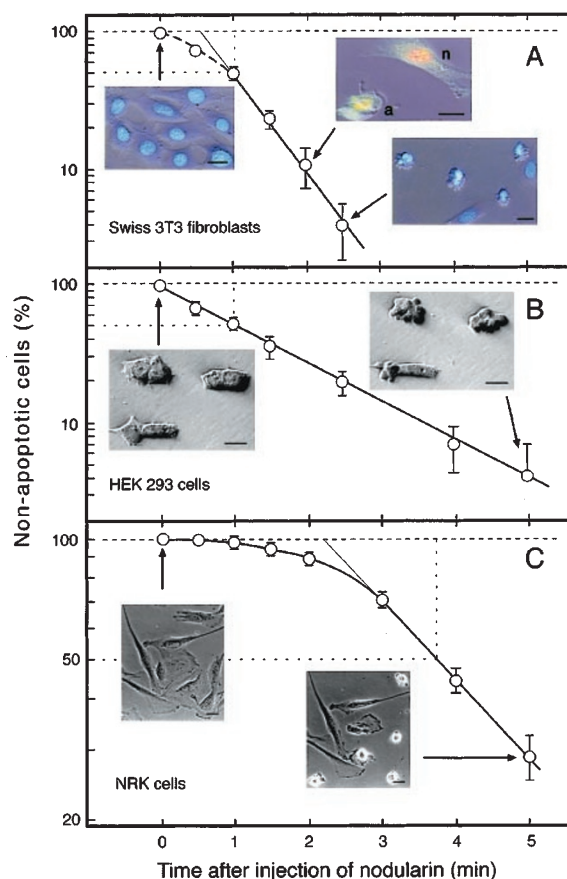 Non-apoptotic cells (%)
100
10
A
n
a
Swiss 3T3 fibroblasts
100
10
B
HEK 293 cells
100
50
20
C
NRK cells
0 1 2 3 4 5
Time after injection of nodularin (min)